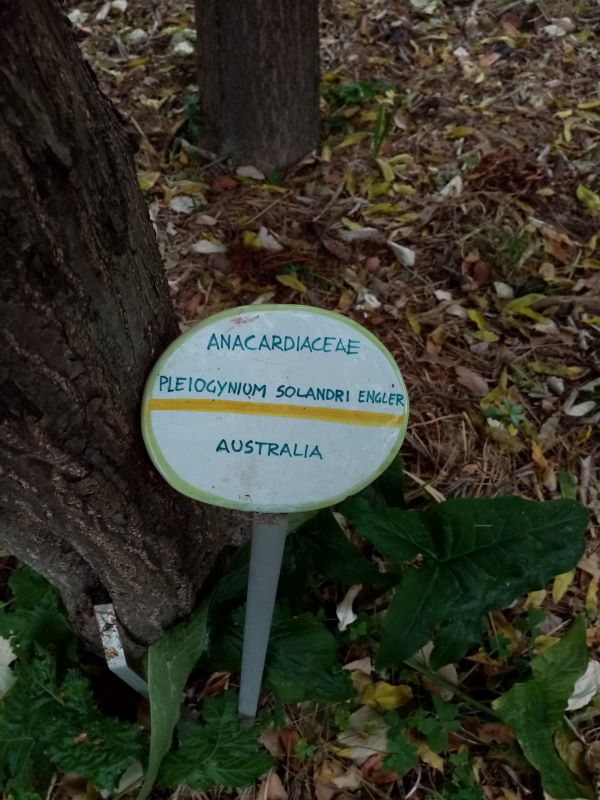 ANACARDIACEAE
PLEIOGYNIUM SOLANDRI ENGLER
AUSTRALIA